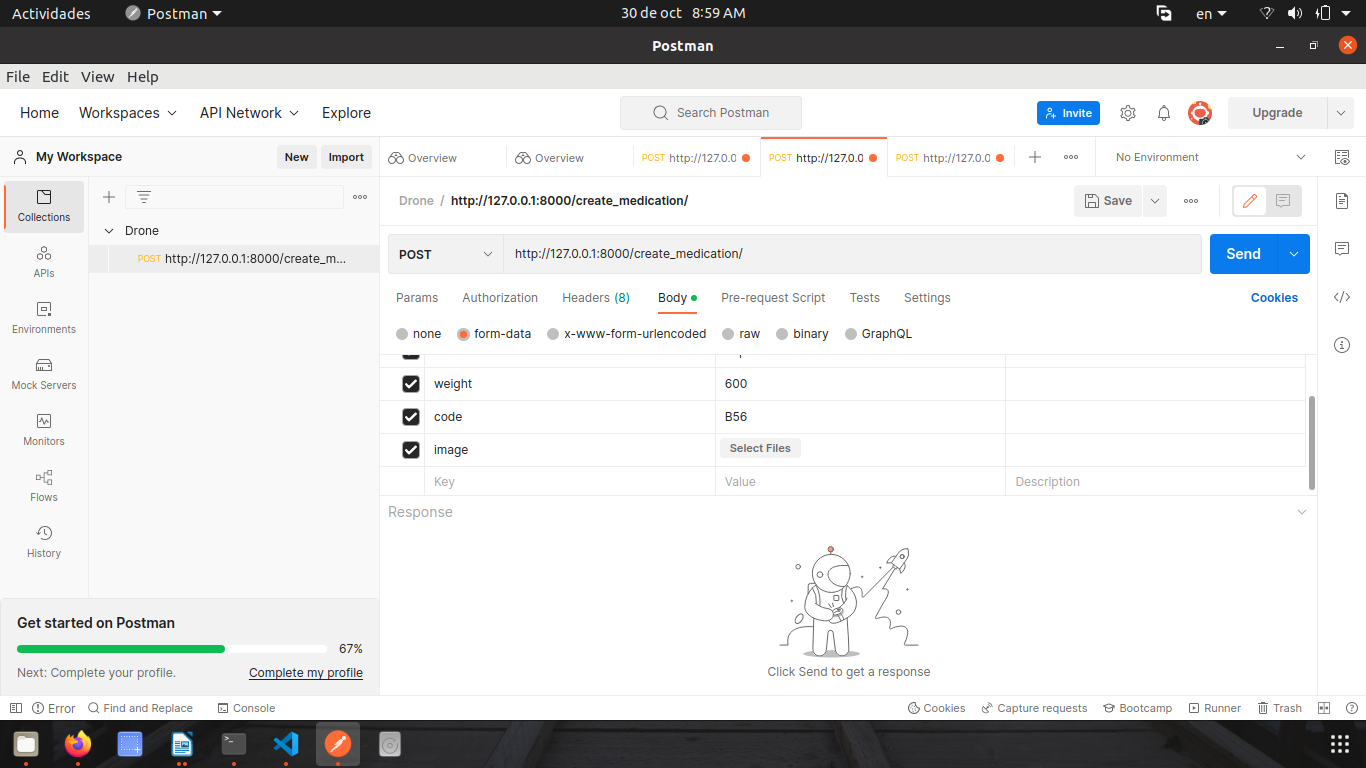 Actividades
Postman
30 de oct 8:59 AM
en
Postman
File Edit View Help
Home Workspaces API Network Explore
Search Postman
Invite
Upgrade
My Workspace
New Import
Overview
Overview
POST http://127.0.0
POST http://127.0.0
POST http://127.0.0
No Environment
Collections
APIs
Environments
Mock Servers
Monitors
Flows
History
Drone
POST http://127.0.0.1:8000/create_m...
Drone / http://127.0.0.1:8000/create_medication/
Save
POST http://127.0.0.1:8000/create_medication/
Send
Params Authorization Headers (8) Body Pre-request Script Tests Settings
Cookies
none form-data x-www-form-urlencoded raw binary GraphQL
weight 600
code B56
image Select Files
Key Value Description
Response
Click Send to get a response
Get started on Postman
67%
Next: Complete your profile. Complete my profile
Error Find and Replace Console
Cookies Capture requests Bootcamp Runner Trash